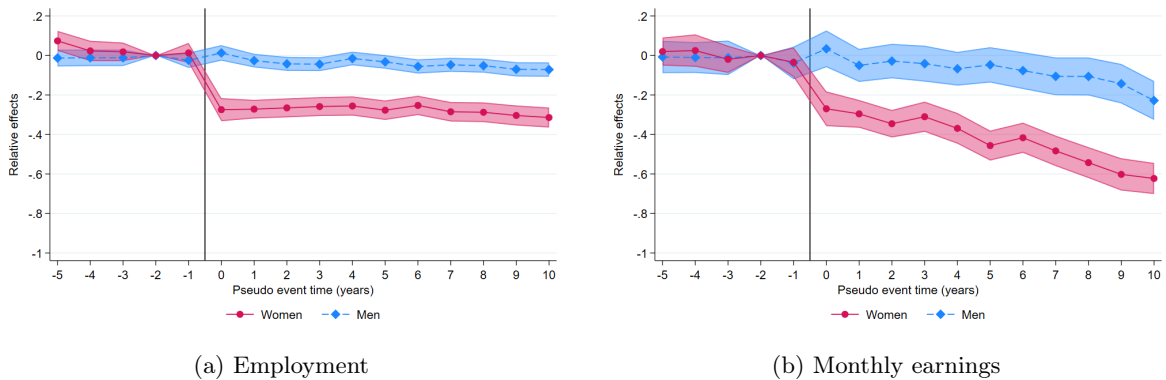 .2
0
-.2
-.4
-.6
-.8
-1
Relative effects
-5 -4 -3 -2 -1 0 1 2 3 4 5 6 7 8 9 10
Pseudo event time (years)
Women Men
(a) Employment
.2
0
-.2
-.4
-.6
-.8
-1
Relative effects
-5 -4 -3 -2 -1 0 1 2 3 4 5 6 7 8 9 10
Pseudo event time (years)
Women Men
(b) Monthly earnings